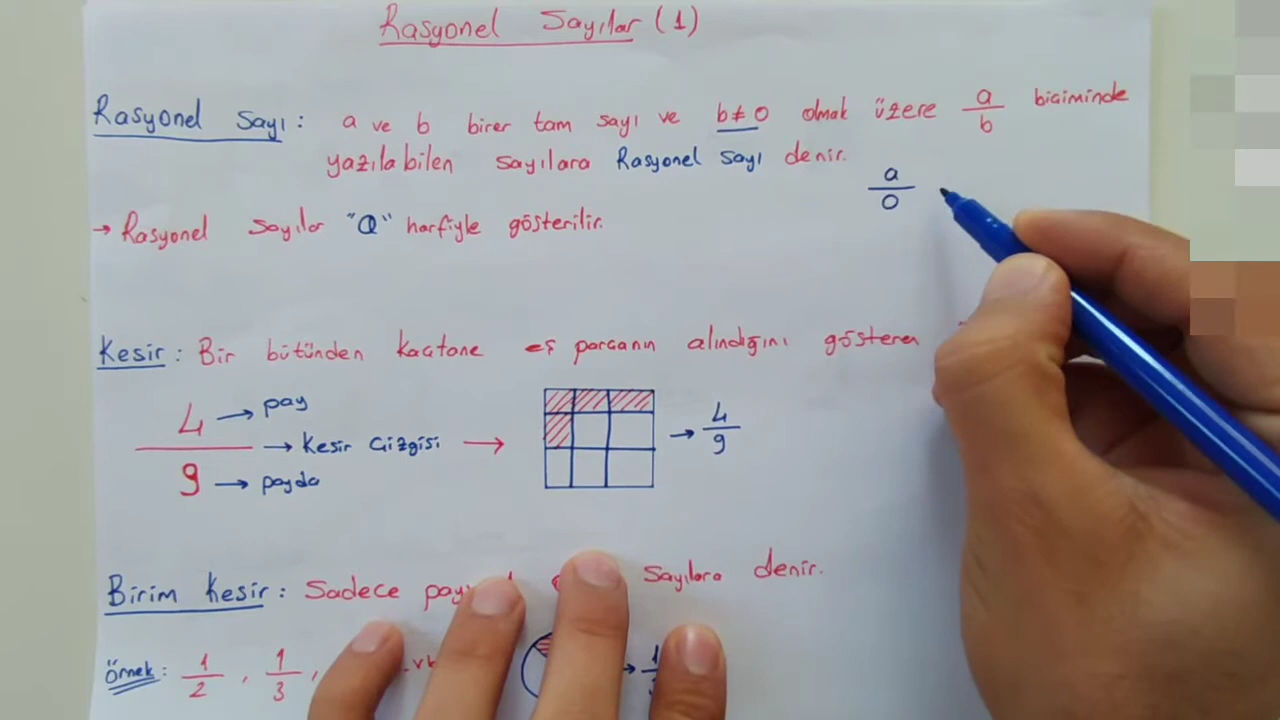 Rasyonel Sayılar (1)
Rasyonel Sayı: a ve b birer tam sayı ve b≠0 olmak üzere a/b biçiminde
yazılabilen sayılara Rasyonel sayı denir.
a/0
→ Rasyonel sayılar "Q" harfiyle gösterilir.
Kesir: Bir bütünden kaçtane eş parçanın alındığını gösteren
4 → pay
→ kesir çizgisi → → 4/9
9 → payda
Birim Kesir: Sadece sayılara denir.
Örnek: 1/2, 1/3,